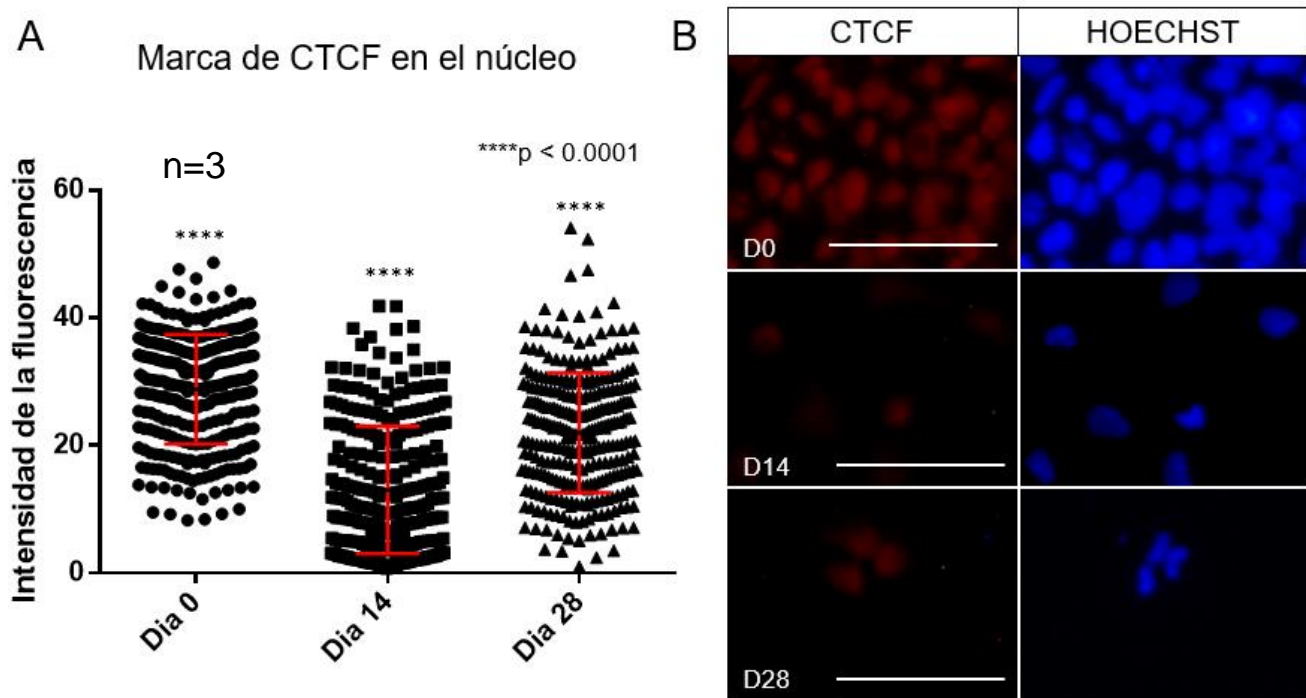 A
Marca de CTCF en el núcleo
n=3
****p < 0.0001
Intensidad de la fluorescencia
60
40
20
0
****
****
****
Dia 0
Dia 14
Dia 28
B
CTCF
HOECHST
D0
D14
D28